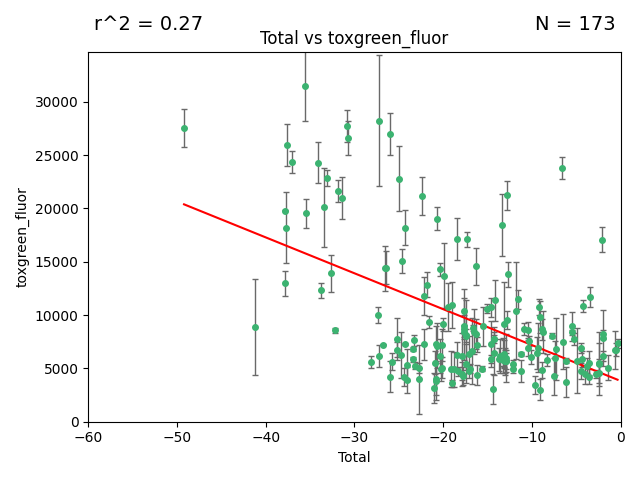 r^2 = 0.27 N = 173
Total vs toxgreen_fluor
30000
25000
20000
15000
10000
5000
0
toxgreen_fluor
−60 −50 −40 −30 −20 −10 0
Total